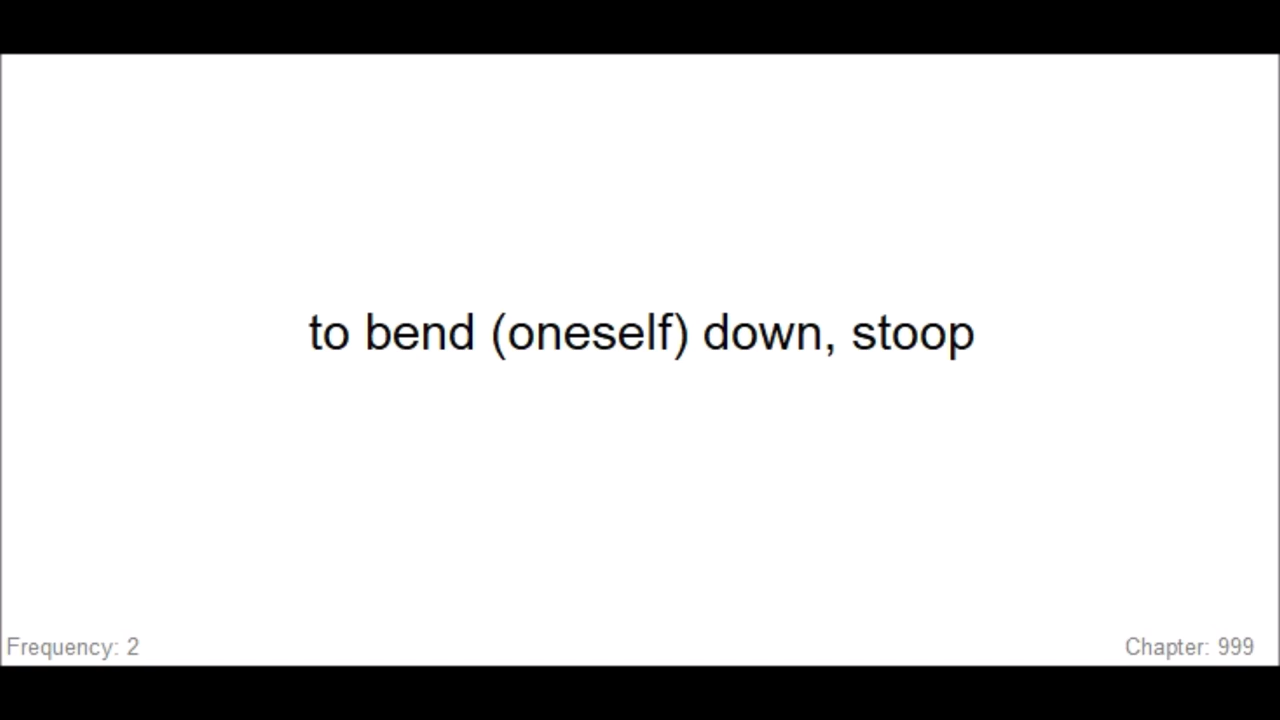 to bend (oneself) down, stoop
Frequency: 2
Chapter: 999